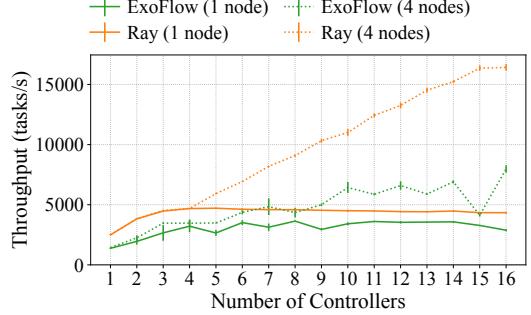 ExoFlow (1 node) ExoFlow (4 nodes)
Ray (1 node) Ray (4 nodes)
Throughput (tasks/s)
15000
10000
5000
0
1 2 3 4 5 6 7 8 9 10 11 12 13 14 15 16
Number of Controllers